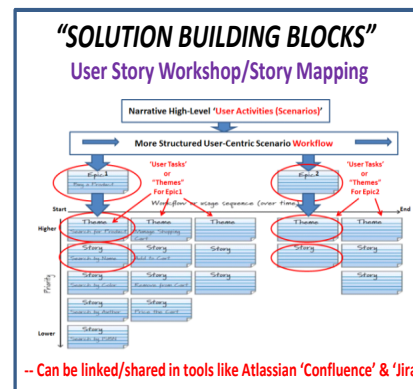 “SOLUTION BUILDING BLOCKS”
User Story Workshop/Story Mapping
Narrative High-Level ‘User Activities (Scenarios)’
More Structured User-Centric Scenario Workflow
Epic 1
Buy a Product
‘User Tasks’
or
“Themes”
For Epic1
Epic 2
‘User Tasks’
or
“Themes”
For Epic2
Start
Workflow or usage sequence (over time)
End
Higher
Priority
Lower
Theme
Search for Product
Theme
Manage Shopping
Cart
Theme
Theme
Theme
Story
Search by Name
Story
Add to Cart
Story
Story
Story
Story
Search by Color
Story
Remove from Cart
Story
Story
Story
Search by Author
Story
Price the Cart
Story
Story
Search by
-- Can be linked/shared in tools like Atlassian ‘Confluence’ & ‘Jira